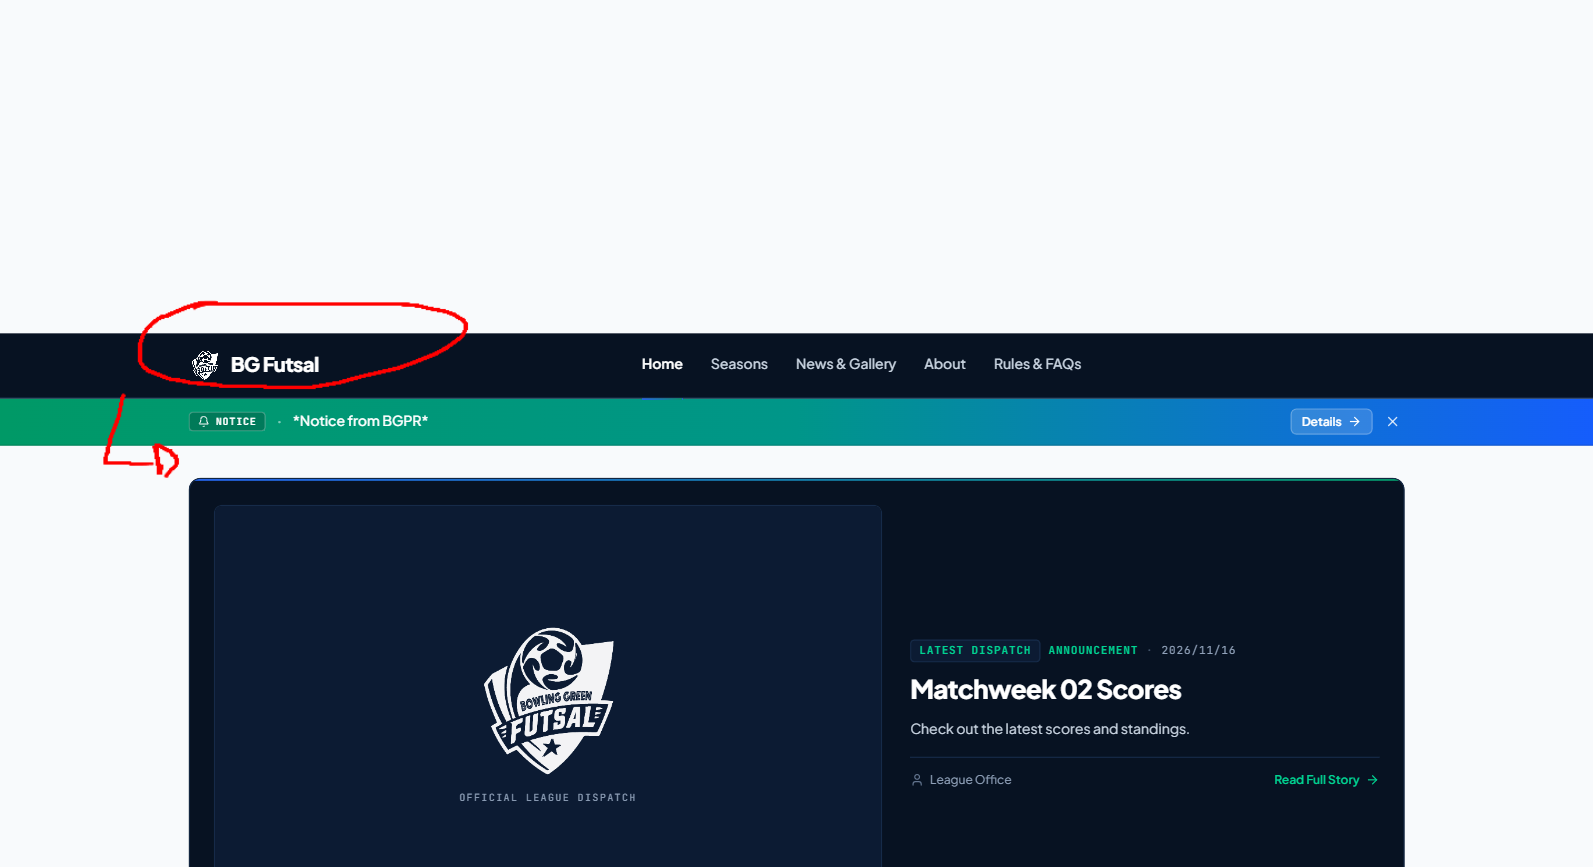 BG Futsal
Home Seasons News & Gallery About Rules & FAQs
NOTICE · *Notice from BGPR* Details
BOWLING GREEN
FUTSAL
OFFICIAL LEAGUE DISPATCH
LATEST DISPATCH ANNOUNCEMENT · 2026/11/16
Matchweek 02 Scores
Check out the latest scores and standings.
League Office Read Full Story